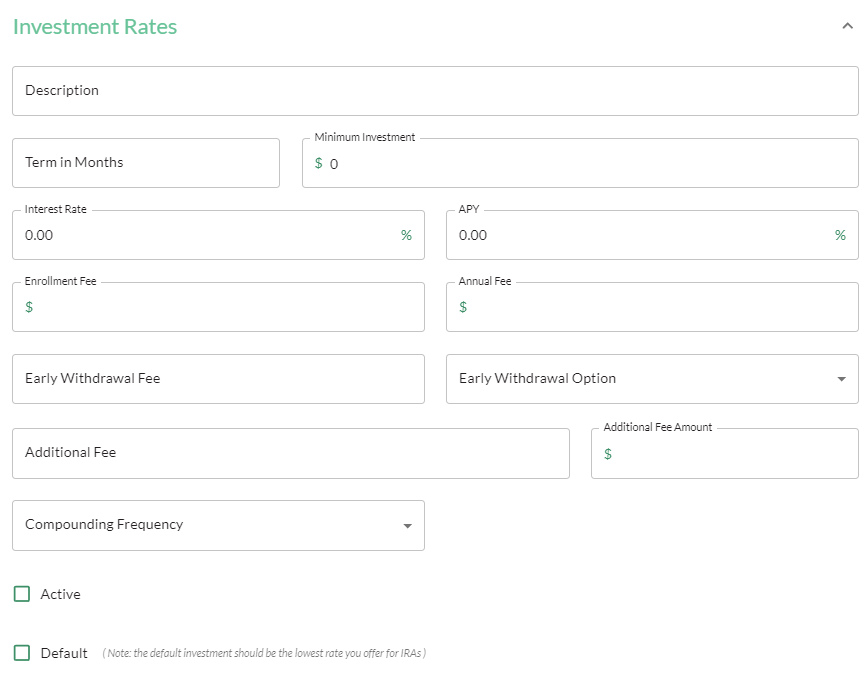 Investment Rates
Description
Term in Months
Minimum Investment
$ 0
Interest Rate
0.00 %
APY
0.00 %
Enrollment Fee
$
Annual Fee
$
Early Withdrawal Fee
Early Withdrawal Option
Additional Fee
Additional Fee Amount
$
Compounding Frequency
Active
Default (Note: the default investment should be the lowest rate you offer for IRAs)